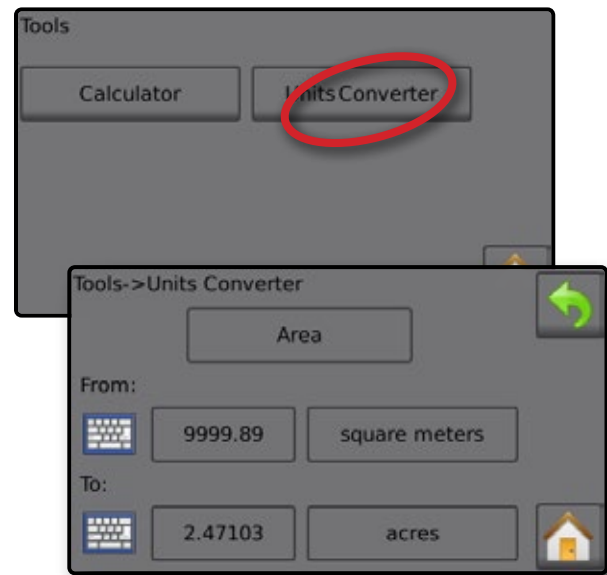 Tools
Calculator Units Converter
Tools->Units Converter
Area
From:
9999.89 square meters
To:
2.47103 acres